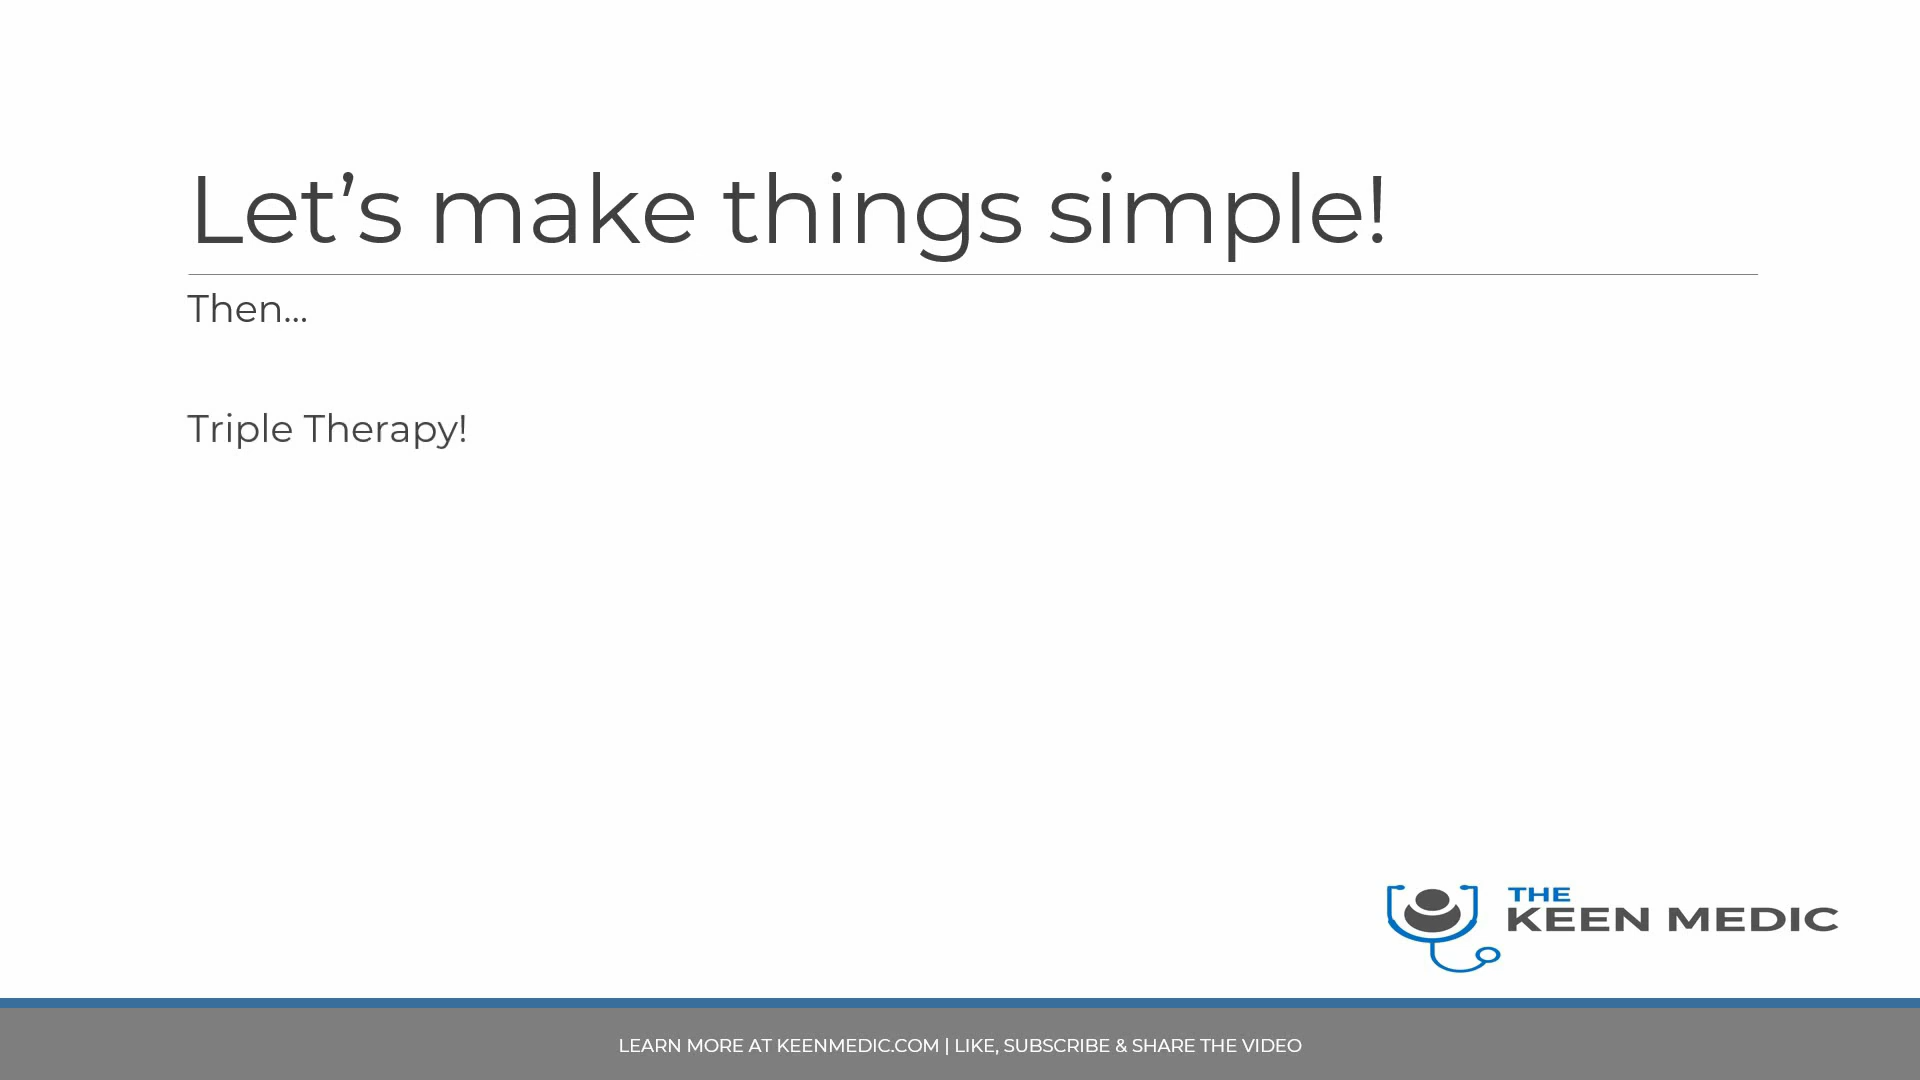 Let’s make things simple!
Then...
Triple Therapy!
THE
KEEN MEDIC
LEARN MORE AT KEENMEDIC.COM | LIKE, SUBSCRIBE & SHARE THE VIDEO